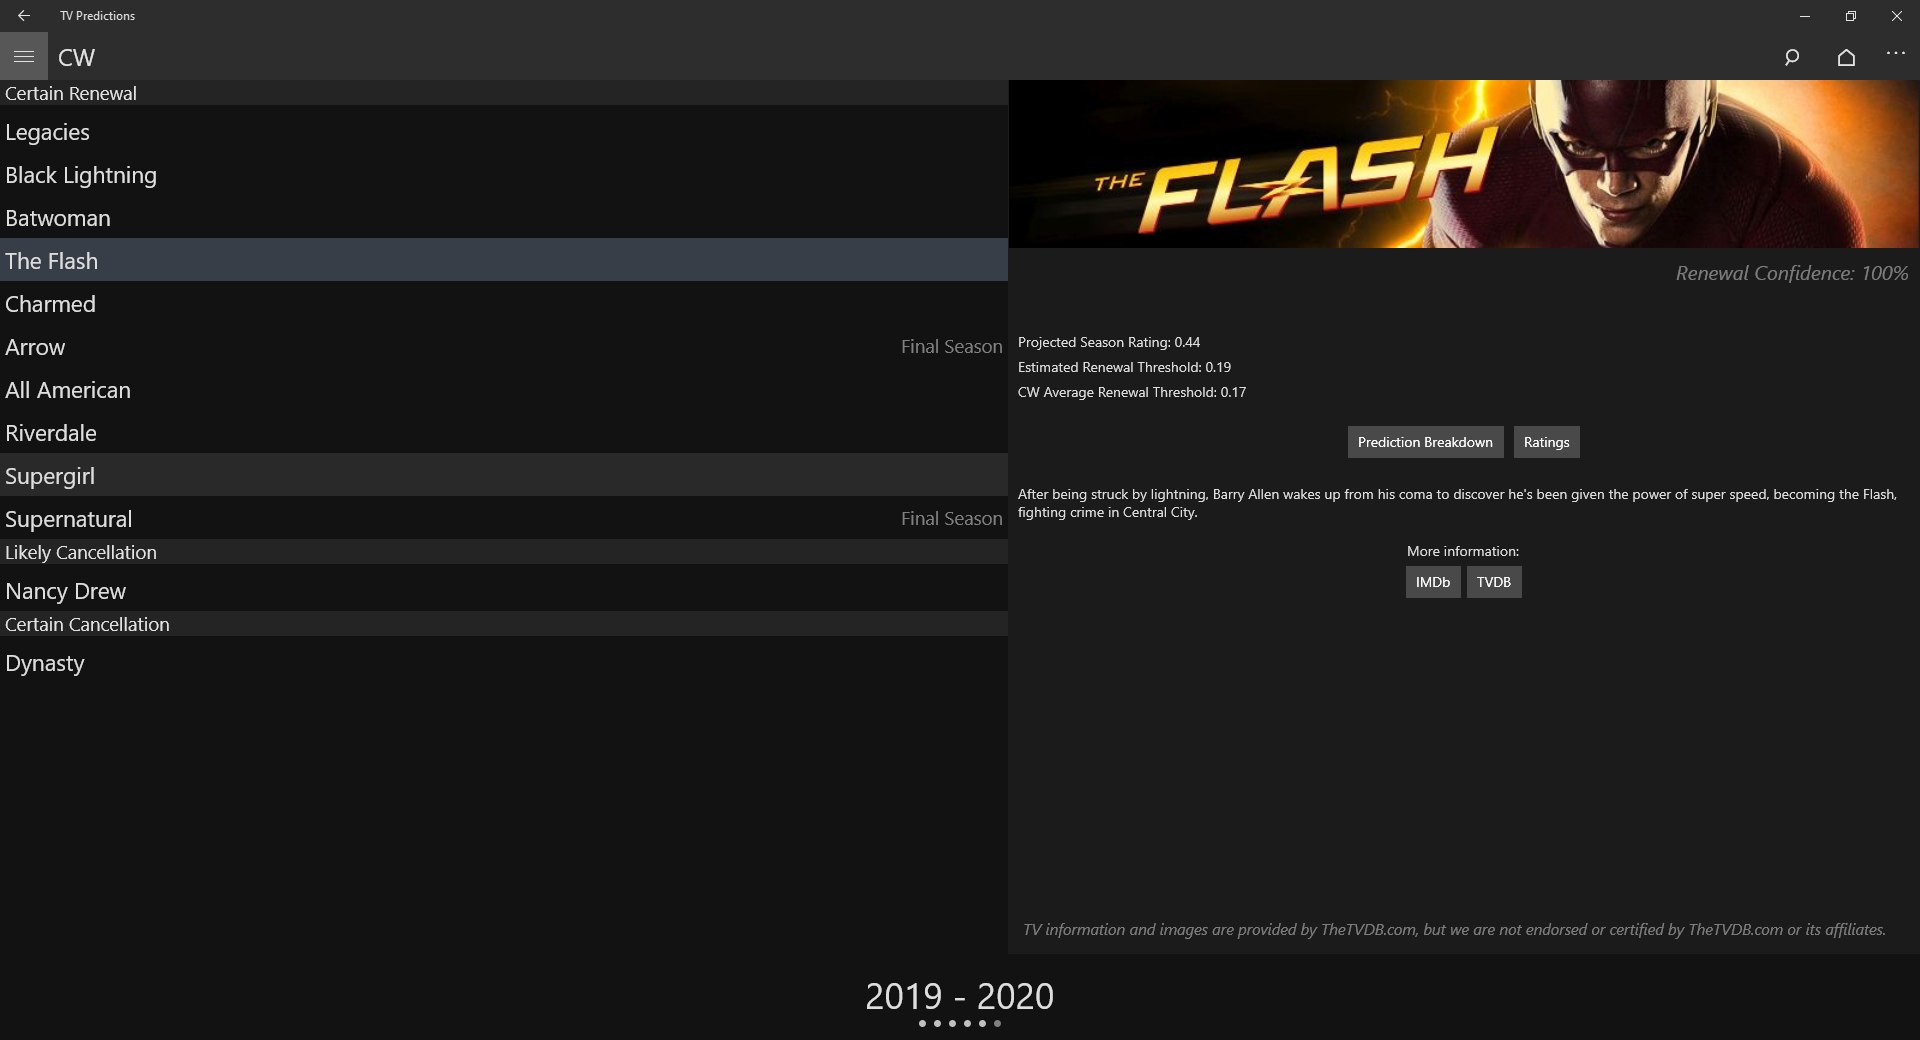 TV Predictions
CW
Certain Renewal
Legacies
Black Lightning
Batwoman
The Flash
Charmed
Arrow Final Season
All American
Riverdale
Supergirl
Supernatural Final Season
Likely Cancellation
Nancy Drew
Certain Cancellation
Dynasty
THE FLASH
Renewal Confidence: 100%
Projected Season Rating: 0.44
Estimated Renewal Threshold: 0.19
CW Average Renewal Threshold: 0.17
Prediction Breakdown Ratings
After being struck by lightning, Barry Allen wakes up from his coma to discover he's been given the power of super speed, becoming the Flash,
fighting crime in Central City.
More information:
IMDb TVDB
TV information and images are provided by TheTVDB.com, but we are not endorsed or certified by TheTVDB.com or its affiliates.
2019 - 2020